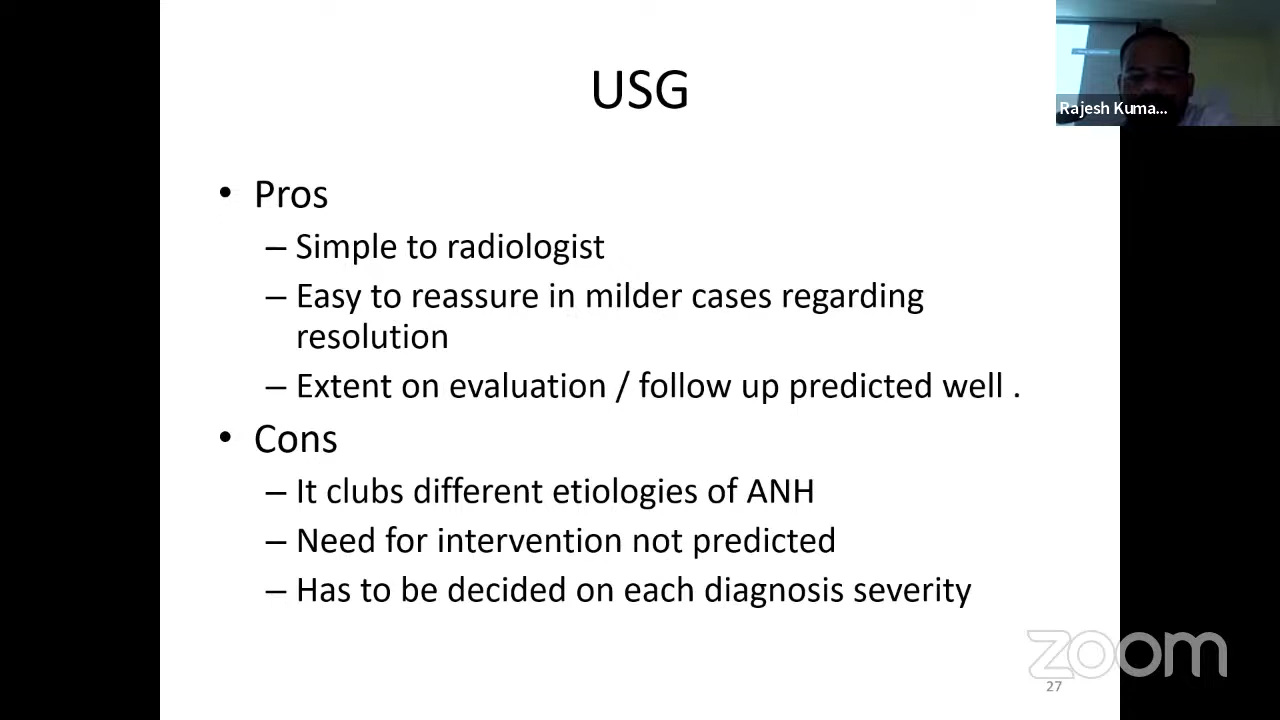 USG
Rajesh Kuma...
• Pros
– Simple to radiologist
– Easy to reassure in milder cases regarding
resolution
– Extent on evaluation / follow up predicted well .
• Cons
– It clubs different etiologies of ANH
– Need for intervention not predicted
– Has to be decided on each diagnosis severity
zoom
27